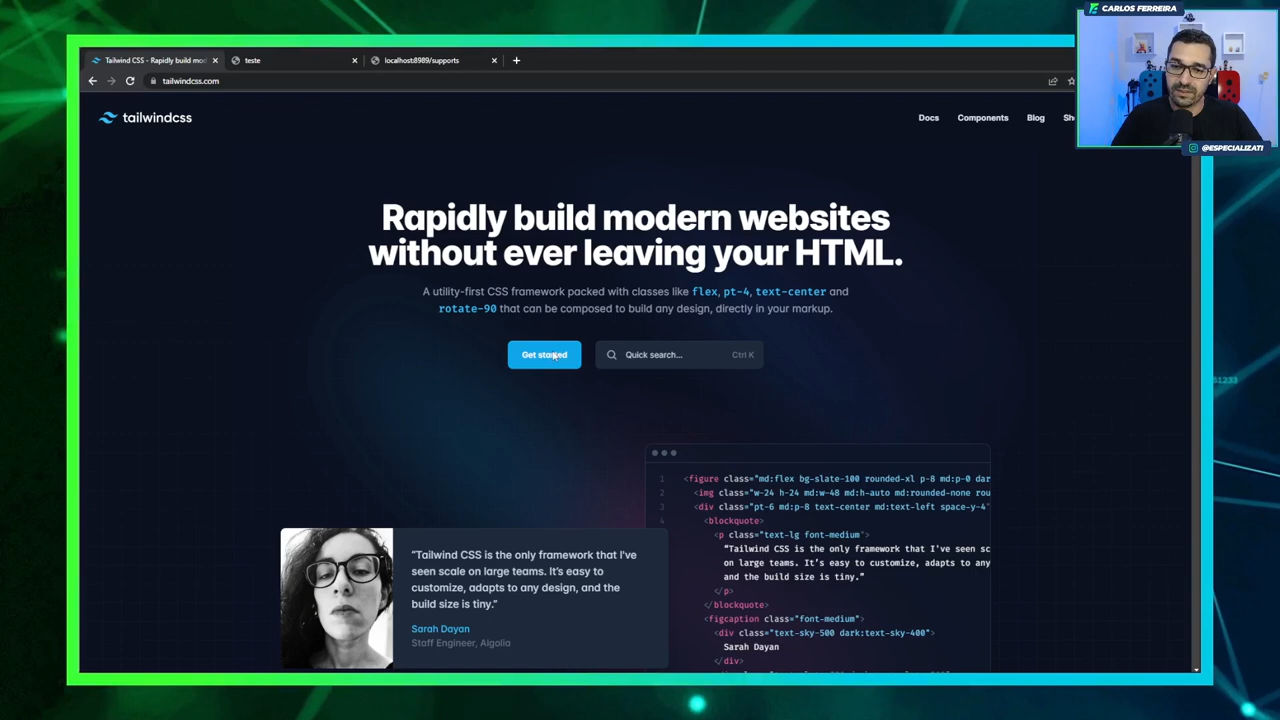 CARLOS FERREIRA
@ESPECIALIZATI
Tailwind CSS - Rapidly build mod
teste
localhost:8989/supports
tailwindcss.com
tailwindcss
Docs
Components
Blog
Rapidly build modern websites
without ever leaving your HTML.
A utility-first CSS framework packed with classes like flex, pt-4, text-center and
rotate-90 that can be composed to build any design, directly in your markup.
Get started
Quick search...
Ctrl K
51233
1 <figure class="md:flex bg-slate-100 rounded-xl p-8 md:p-0 dar
2 <img class="w-24 h-24 md:w-48 md:h-auto md:rounded-none rou
3 <div class="pt-6 md:p-8 text-center md:text-left space-y-4"
4 <blockquote>
<p class="text-lg font-medium">
“Tailwind CSS is the only framework that I've seen sc
on large teams. It’s easy to customize, adapts to any
and the build size is tiny.”
</p>
</blockquote>
<figcaption class="font-medium">
<div class="text-sky-500 dark:text-sky-400">
Sarah Dayan
</div>
“Tailwind CSS is the only framework that I've
seen scale on large teams. It’s easy to
customize, adapts to any design, and the
build size is tiny.”
Sarah Dayan
Staff Engineer, Algolia